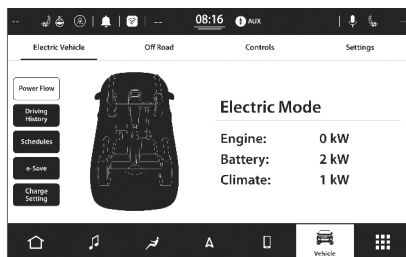 -- -- 08:16 AUX --
Electric Vehicle Off Road Controls Settings
Power Flow
Driving
History
Schedules
e-Save
Charge
Setting
Electric Mode
Engine: 0 kW
Battery: 2 kW
Climate: 1 kW
Vehicle